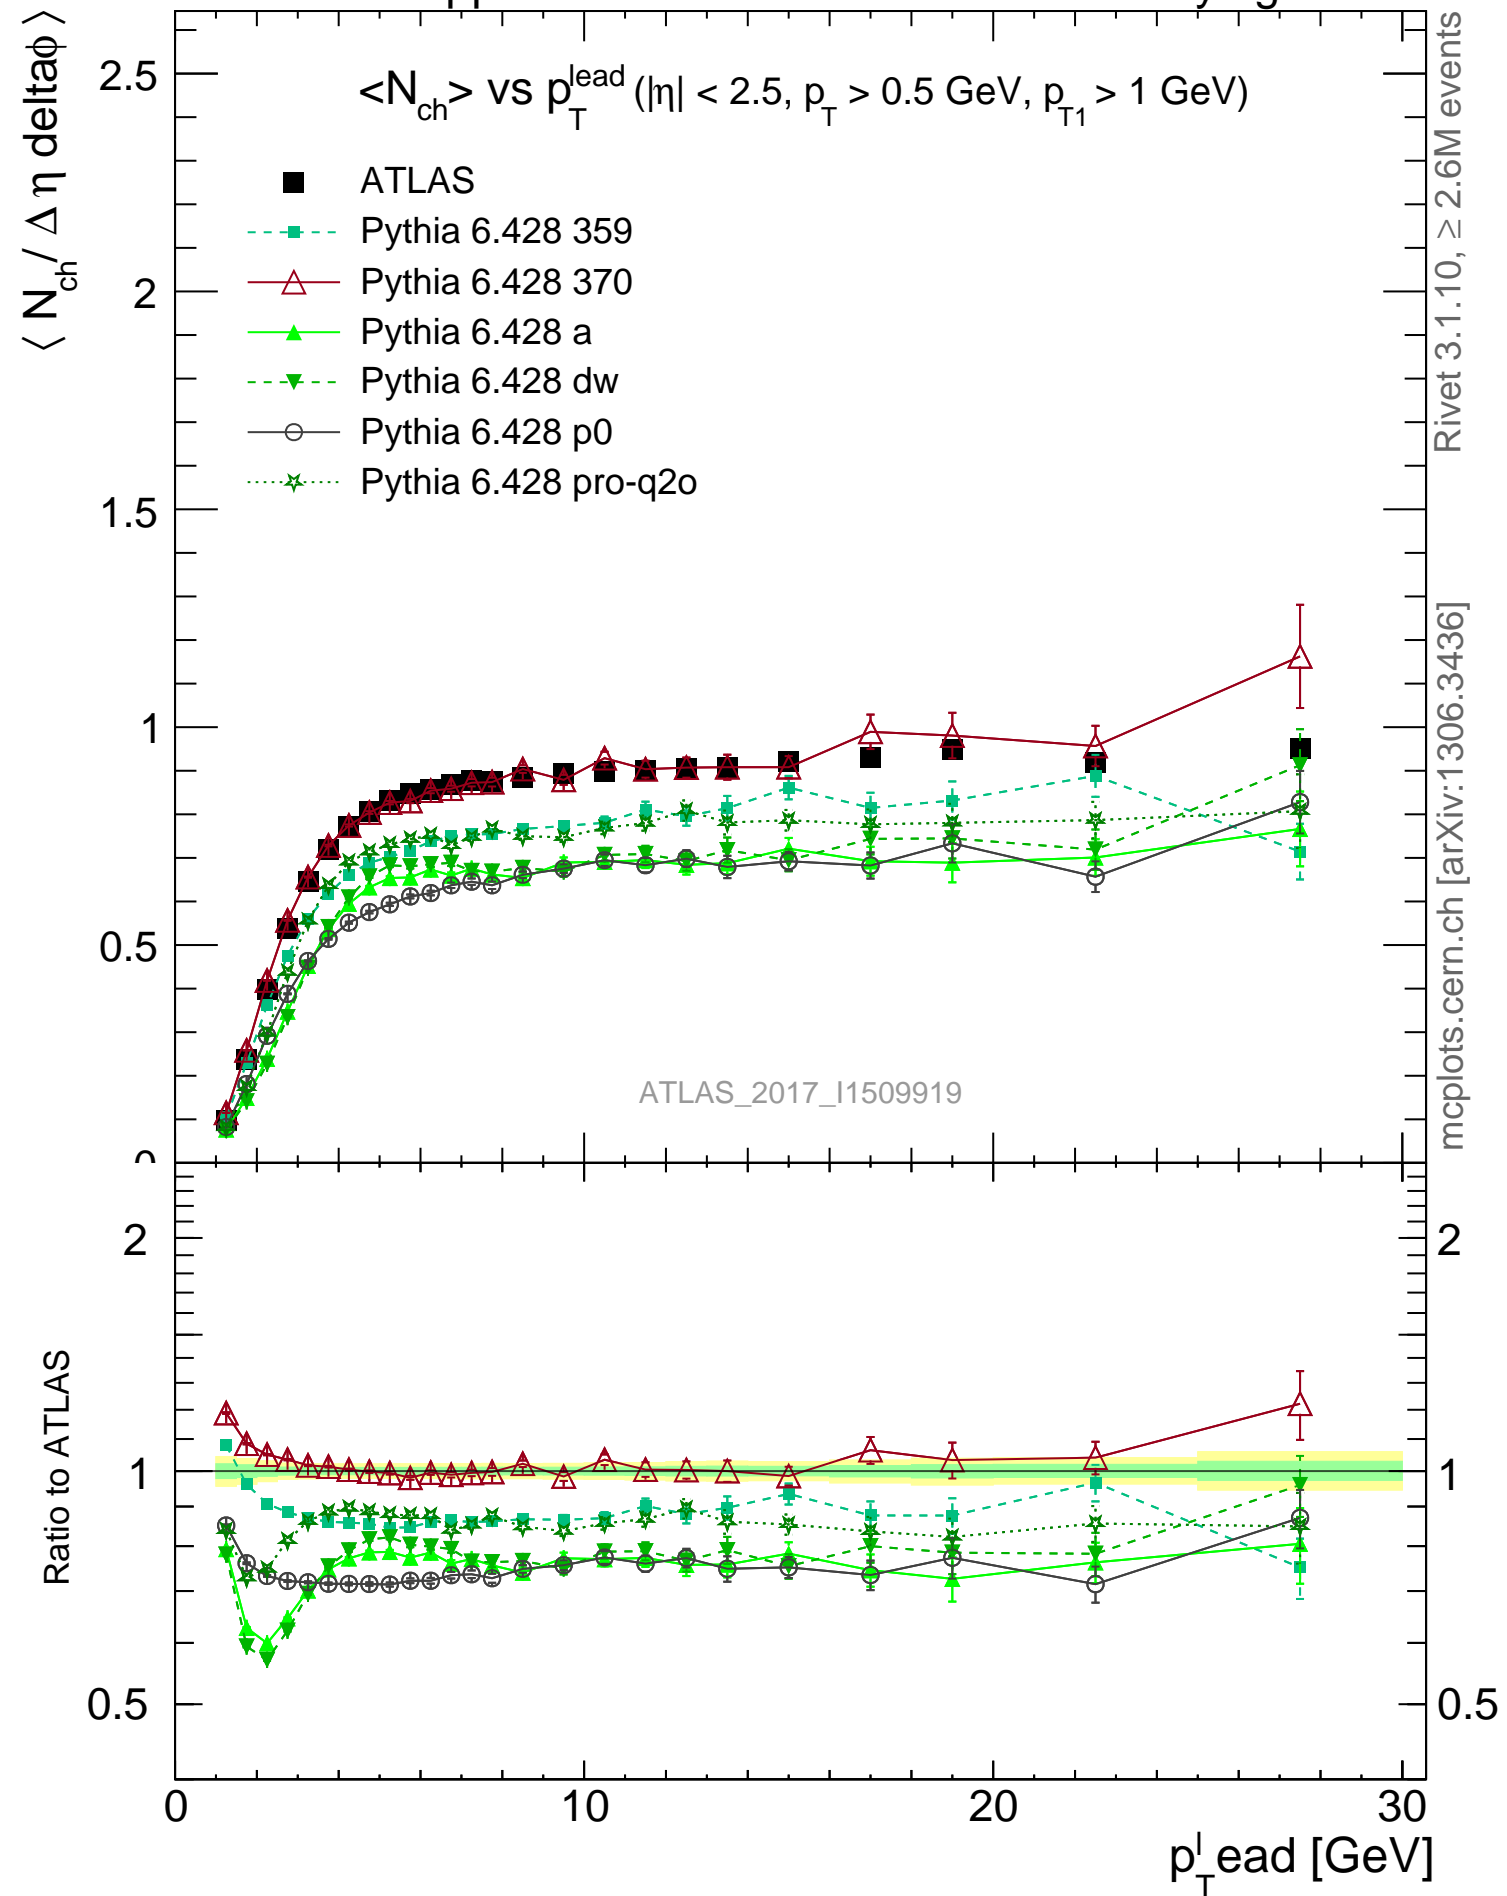 ⟨ N_ch / Δ η deltaφ ⟩
<N_ch> vs p_T^lead (|η| < 2.5, p_T > 0.5 GeV, p_T1 > 1 GeV)
ATLAS
Pythia 6.428 359
Pythia 6.428 370
Pythia 6.428 a
Pythia 6.428 dw
Pythia 6.428 p0
Pythia 6.428 pro-q2o
2.5
2
1.5
1
0.5
0
ATLAS_2017_I1509919
Rivet 3.1.10, ≥ 2.6M events
mcplots.cern.ch [arXiv:1306.3436]
Ratio to ATLAS
2
1
0.5
2
1
0.5
0
10
20
30
p_T^lead [GeV]